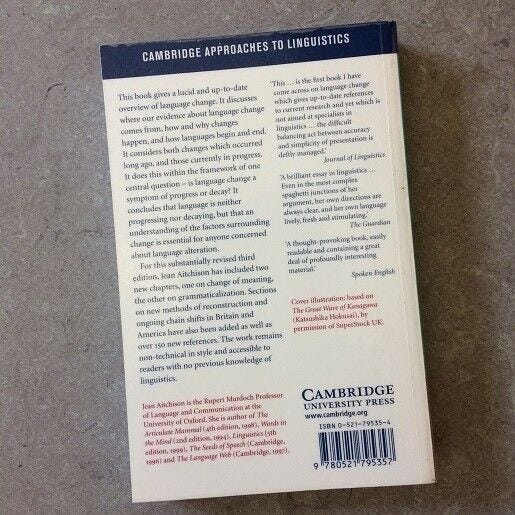 CAMBRIDGE APPROACHES TO LINGUISTICS
This book gives a lucid and up-to-date
overview of language change. It discusses
where our evidence about language change
comes from, how and why changes
happen, and how languages begin and end.
It considers both changes which occurred
long ago, and those currently in progress.
It does this within the framework of one
central question – is language change a
symptom of progress or decay? It
concludes that language is neither
progressing nor decaying, but that an
understanding of the factors surrounding
change is essential for anyone concerned
about language alteration.
For this substantially revised third
edition, Jean Aitchison has included two
new chapters, one on change of meaning,
the other on grammaticalization. Sections
on new methods of reconstruction and
ongoing chain shifts in Britain and
America have also been added as well as
over 150 new references. The work remains
non-technical in style and accessible to
readers with no previous knowledge of
linguistics.
Jean Aitchison is the Rupert Murdoch Professor
of Language and Communication at the
University of Oxford. She is author of The
Articulate Mammal (4th edition, 1998), Words in
the Mind (2nd edition, 1994), Linguistics (5th
edition, 1999), The Seeds of Speech (Cambridge,
1996) and The Language Web (Cambridge, 1997).
'This ... is the first book I have
come across on language change
which gives up-to-date references
to current research and yet which is
not aimed at specialists in
linguistics ... the difficult
balancing act between accuracy
and simplicity of presentation is
deftly managed.'
Journal of Linguistics
'A brilliant essay in linguistics ...
Even in the most complex
spaghetti junctions of her
argument, her own directions are
always clear, and her own language
lively, fresh and stimulating.'
The Guardian
'A thought-provoking book, easily
readable and containing a great
deal of profoundly interesting
material.'
Spoken English
Cover illustration: based on
The Great Wave of Kanagawa
(Katsushika Hokusai), by
permission of SuperStock UK.
CAMBRIDGE
UNIVERSITY PRESS
www.cambridge.org
ISBN 0-521-79535-4
9 780521 795357